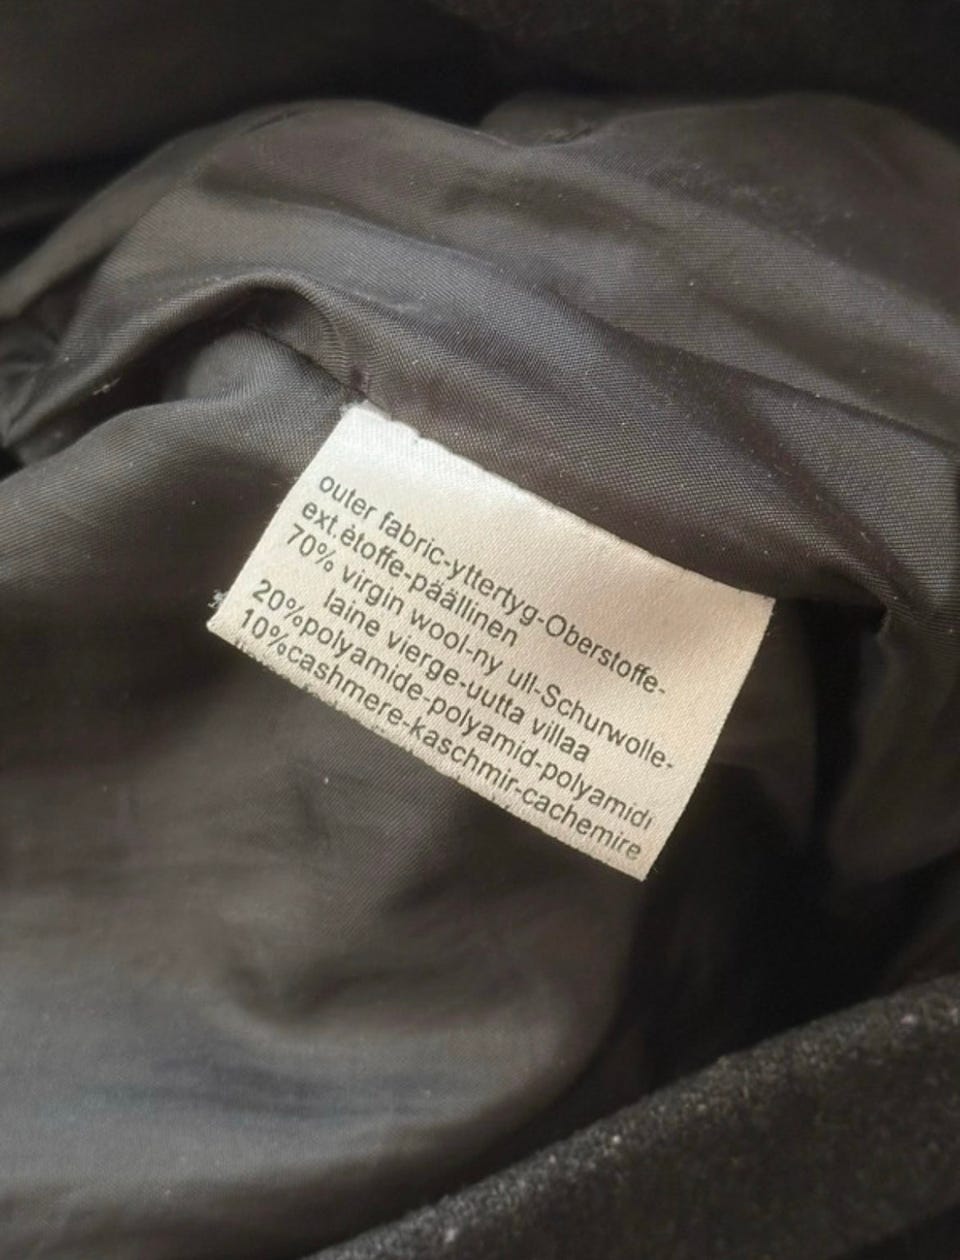 outer fabric-yttertyg-Oberstoffe-
ext.ètoffe-päällinen
70% virgin wool-ny ull-Schurwolle-
laine vierge-uutta villaa
20%polyamide-polyamid-polyamidi
10%cashmere-kaschmir-cachemire